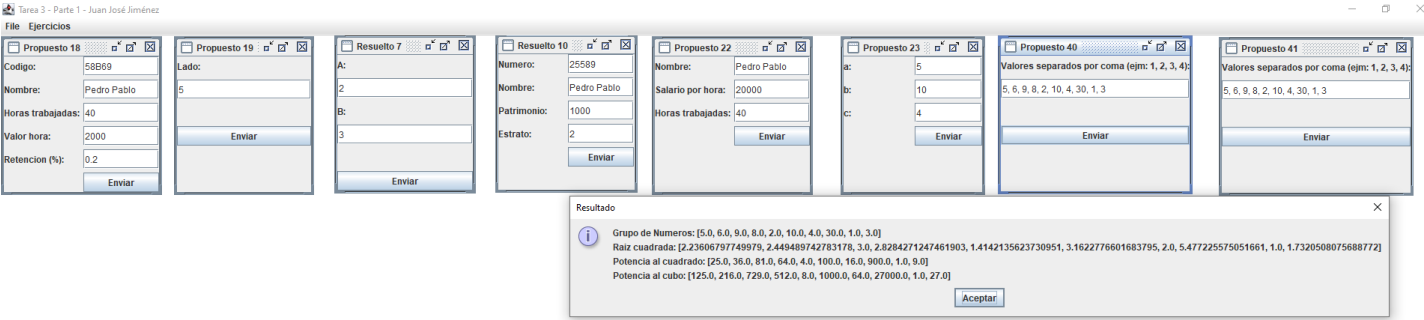 Tarea 3 - Parte 1 - Juan José Jiménez
File Ejercicios
Propuesto 18
Codigo: 58B69
Nombre: Pedro Pablo
Horas trabajadas: 40
Valor hora: 2000
Retencion (%): 0.2
Enviar
Propuesto 19
Lado:
5
Enviar
Resuelto 7
A:
2
B:
3
Enviar
Resuelto 10
Numero: 25589
Nombre: Pedro Pablo
Patrimonio: 1000
Estrato: 2
Enviar
Propuesto 22
Nombre: Pedro Pablo
Salario por hora: 20000
Horas trabajadas: 40
Enviar
Propuesto 23
a: 5
b: 10
c: 4
Enviar
Propuesto 40
Valores separados por coma (ejm: 1, 2, 3, 4):
5, 6, 9, 8, 2, 10, 4, 30, 1, 3
Enviar
Propuesto 41
Valores separados por coma (ejm: 1, 2, 3, 4):
5, 6, 9, 8, 2, 10, 4, 30, 1, 3
Enviar
Resultado
Grupo de Numeros: [5.0, 6.0, 9.0, 8.0, 2.0, 10.0, 4.0, 30.0, 1.0, 3.0]
Raiz cuadrada: [2.23606797749979, 2.449489742783178, 3.0, 2.8284271247461903, 1.4142135623730951, 3.1622776601683795, 2.0, 5.477225575051661, 1.0, 1.7320508075688772]
Potencia al cuadrado: [25.0, 36.0, 81.0, 64.0, 4.0, 100.0, 16.0, 900.0, 1.0, 9.0]
Potencia al cubo: [125.0, 216.0, 729.0, 512.0, 8.0, 1000.0, 64.0, 27000.0, 1.0, 27.0]
Aceptar